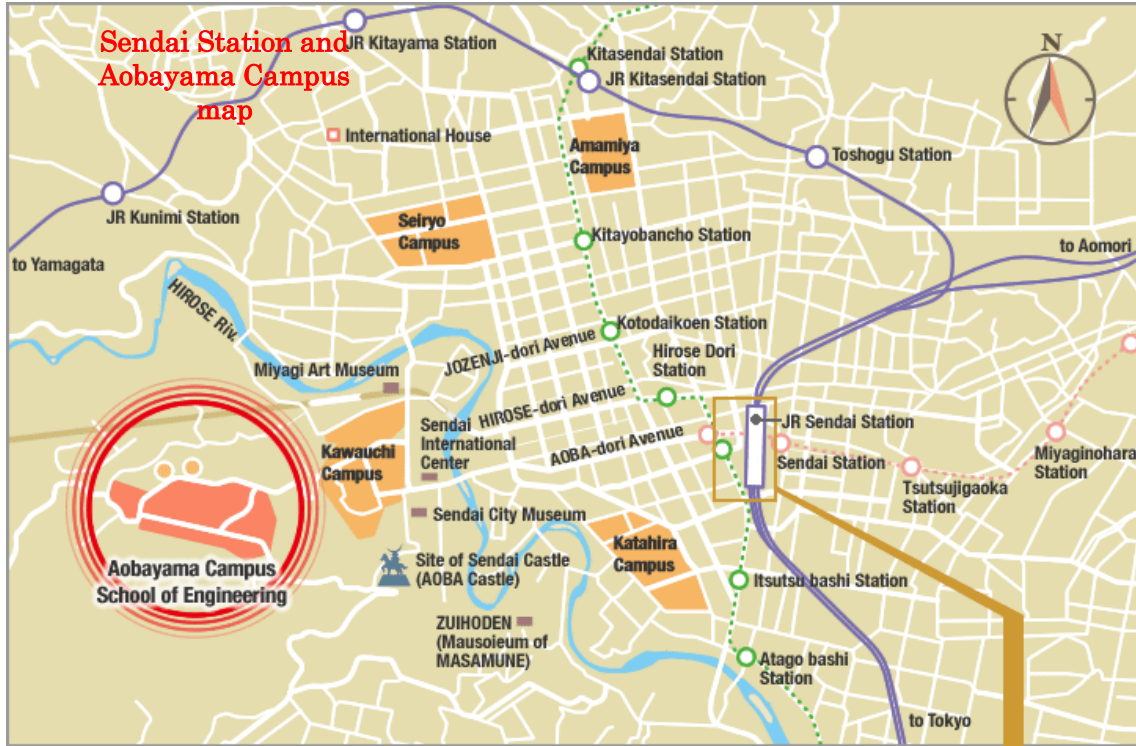 Sendai Station and
Aobayama Campus
map
JR Kitayama Station
Kitasendai Station
JR Kitasendai Station
N
International House
Amamiya
Campus
Toshogu Station
JR Kunimi Station
Seiryo
Campus
Kitayobancho Station
to Aomori
to Yamagata
HIROSE Riv.
Kotodaikoen Station
JOZENJI-dori Avenue
Hirose Dori
Station
Miyagi Art Museum
HIROSE-dori Avenue
JR Sendai Station
Sendai
International
Center
AOBA-dori Avenue
Kawauchi
Campus
Sendai Station
Miyaginohara
Station
Tsutsujigaoka
Station
Sendai City Museum
Katahira
Campus
Site of Sendai Castle
(AOBA Castle)
Aobayama Campus
School of Engineering
Itsutsu bashi Station
ZUIHODEN
(Mausoieum of
MASAMUNE)
Atago bashi
Station
to Tokyo